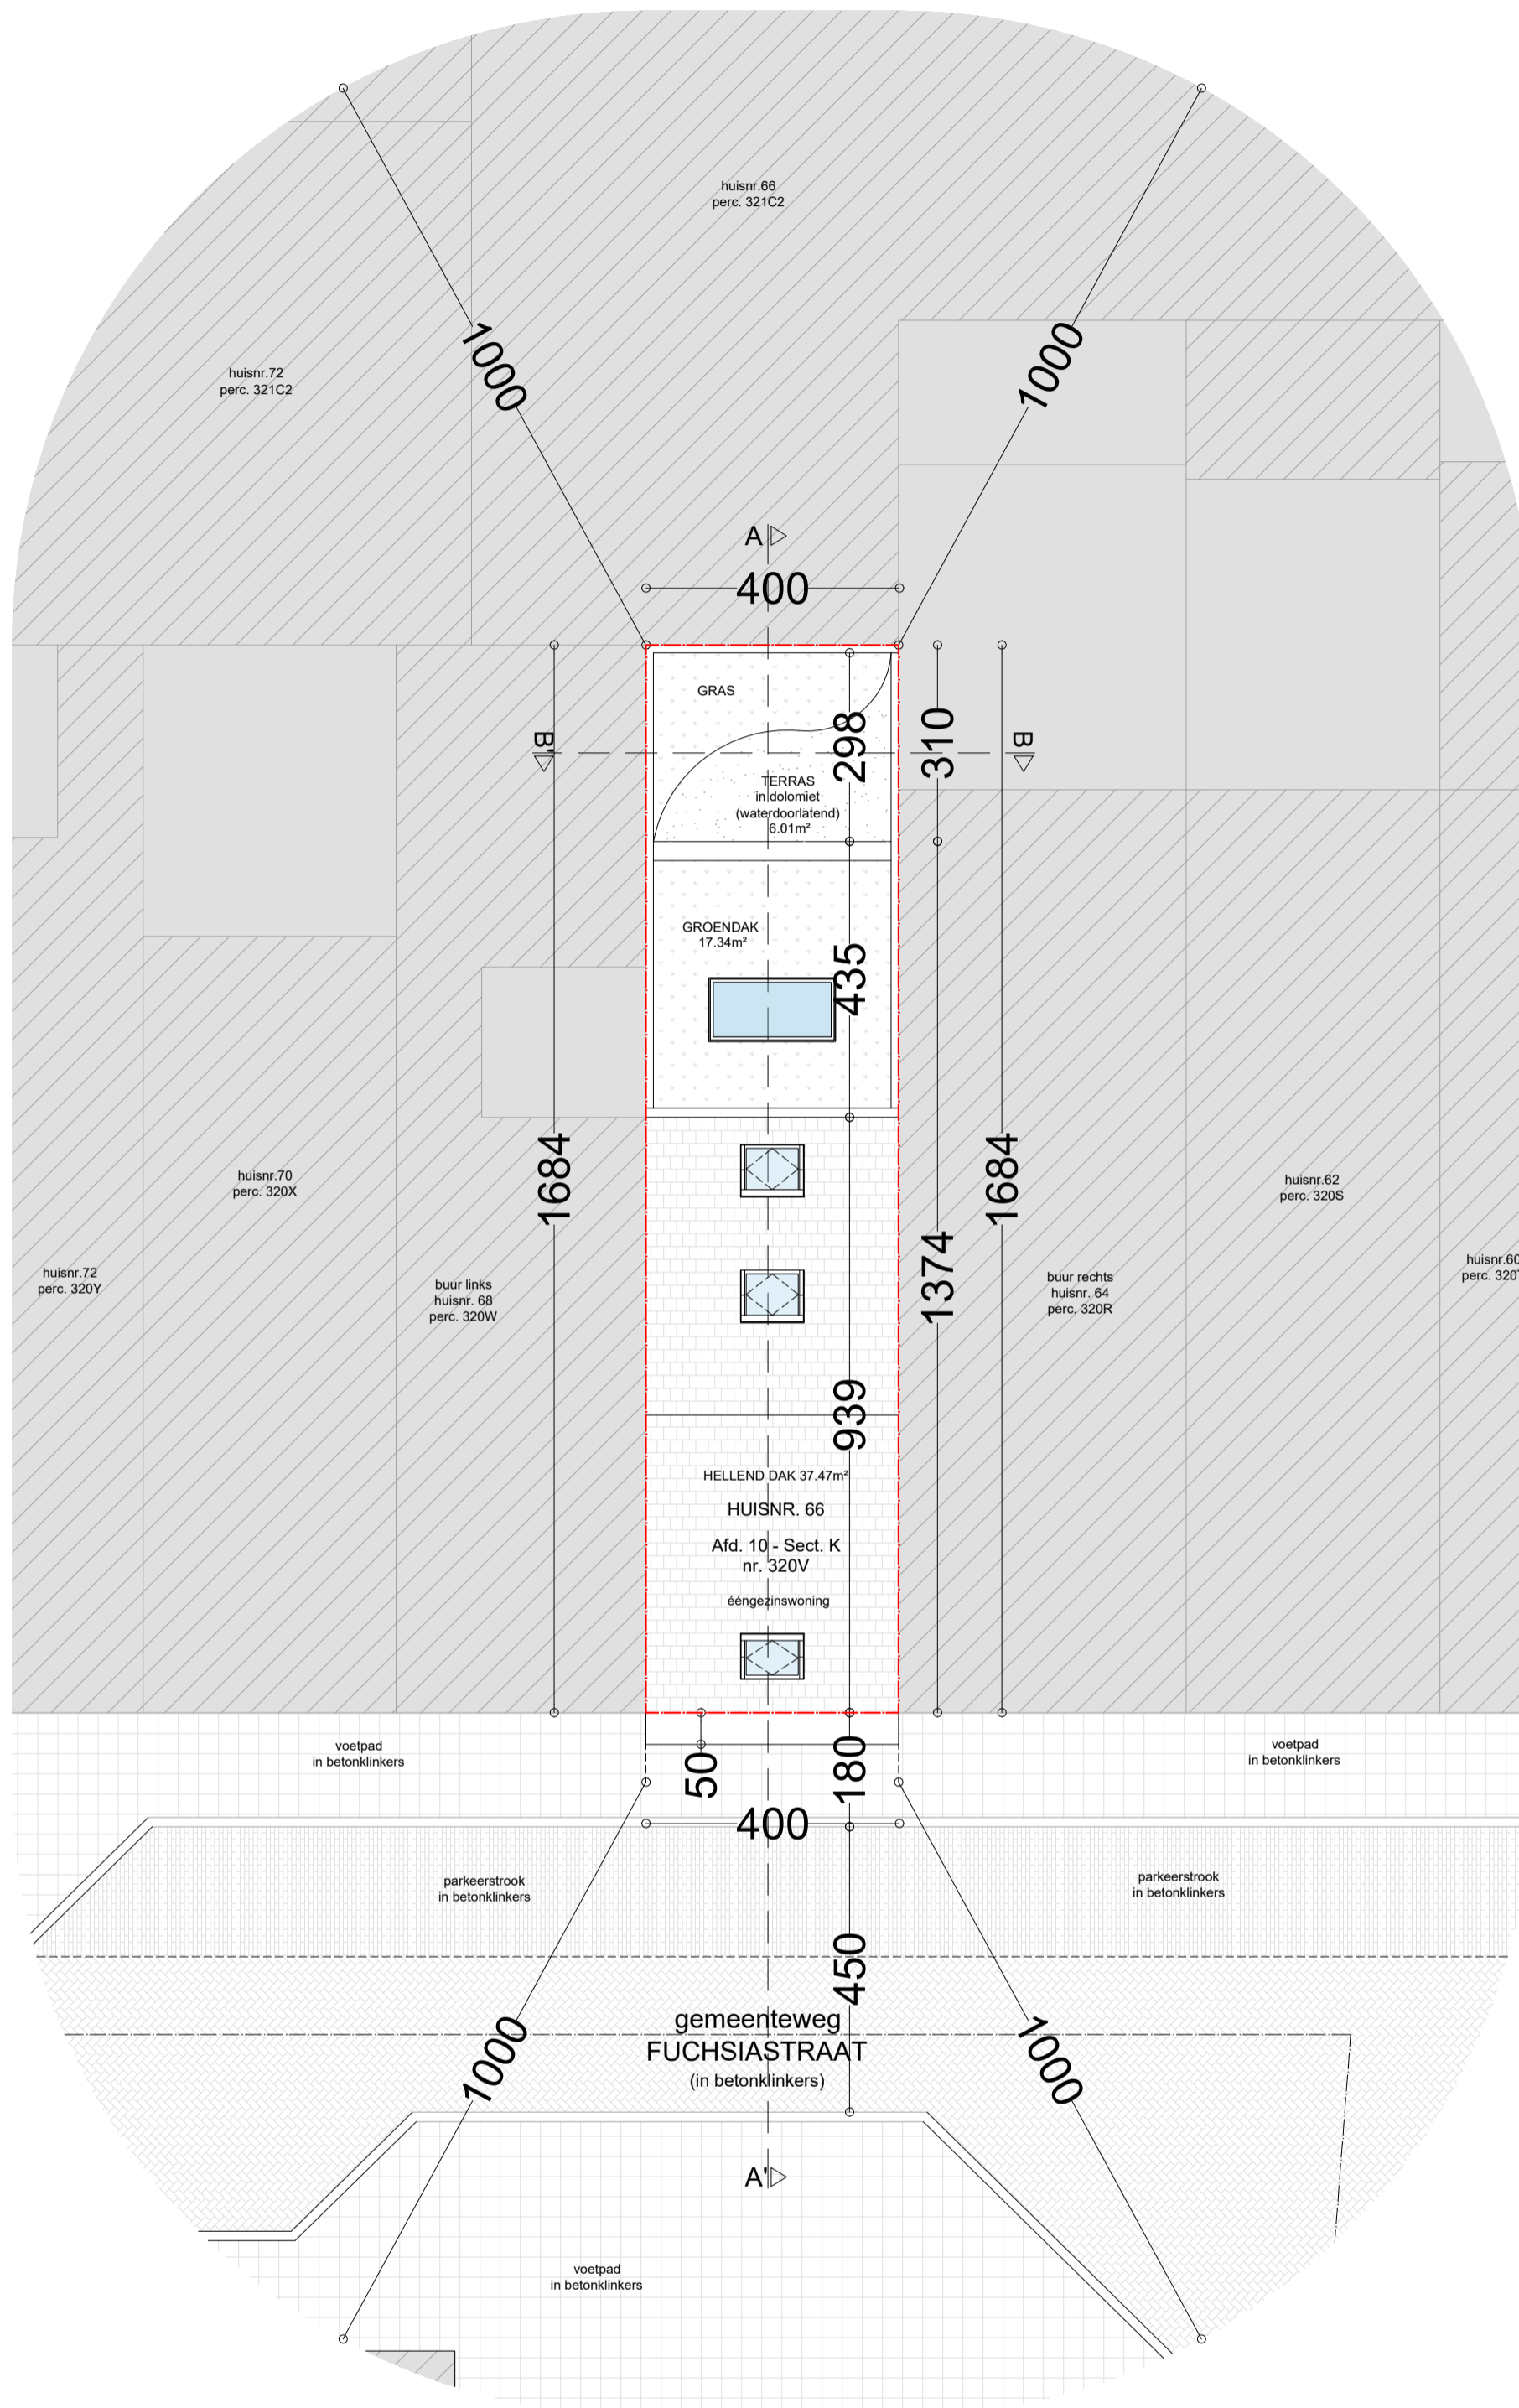 huisnr.66
perc. 321C2
1000
1000
huisnr.72
perc. 321C2
A
400
GRAS
298
310
B'
B
TERRAS
in dolomiet
(waterdoorlatend)
6.01m²
GROENDAK
17.34m²
435
1684
1684
huisnr.70
perc. 320X
huisnr.62
perc. 320S
huisnr.72
perc. 320Y
buur links
huisnr. 68
perc. 320W
1374
buur rechts
huisnr. 64
perc. 320R
huisnr.60
939
HELLEND DAK 37.47m²
HUISNR. 66
Afd. 10 - Sect. K
nr. 320V
ééngezinswoning
voetpad
in betonklinkers
voetpad
in betonklinkers
50
180
400
parkeerstrook
in betonklinkers
parkeerstrook
in betonklinkers
450
gemeenteweg
FUCHSIASTRAAT
(in betonklinkers)
1000
1000
A'
voetpad
in betonklinkers